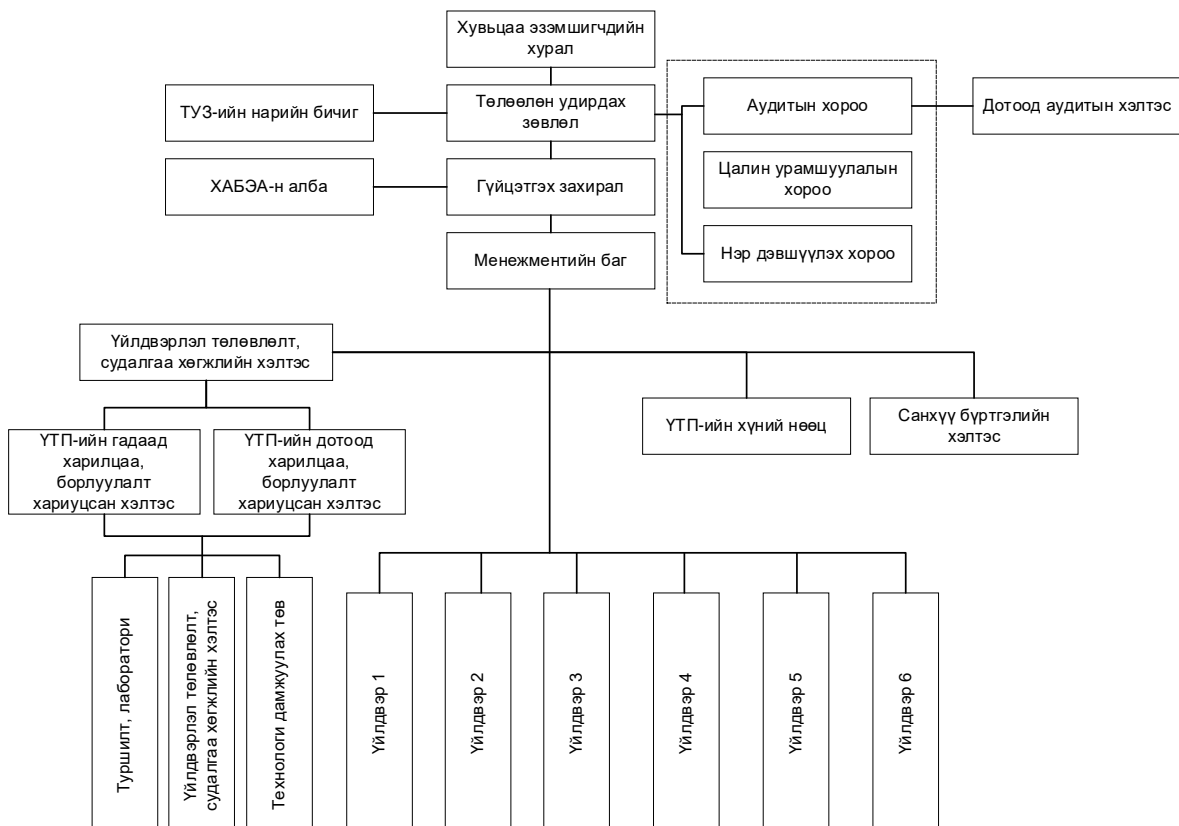 Хувьцаа эзэмшигчдийн
хурал
ТУЗ-ийн нарийн бичиг
Төлөөлөн удирдах
зөвлөл
Аудитын хороо
Дотоод аудитын хэлтэс
ХАБЭА-н алба
Гүйцэтгэх захирал
Цалин урамшуулалын
хороо
Менежментийн баг
Нэр дэвшүүлэх хороо
Үйлдвэрлэл төлөвлөлт,
судалгаа хөгжлийн хэлтэс
ҮТП-ийн хүний нөөц
Санхүү бүртгэлийн
хэлтэс
ҮТП-ийн гадаад
харилцаа,
борлуулалт
хариуцсан хэлтэс
ҮТП-ийн дотоод
харилцаа,
борлуулалт
хариуцсан хэлтэс
Туршилт, лаборатори
Үйлдвэрлэл төлөвлөлт,
судалгаа хөгжлийн хэлтэс
Технологи дамжуулах төв
Үйлдвэр 1
Үйлдвэр 2
Үйлдвэр 3
Үйлдвэр 4
Үйлдвэр 5
Үйлдвэр 6